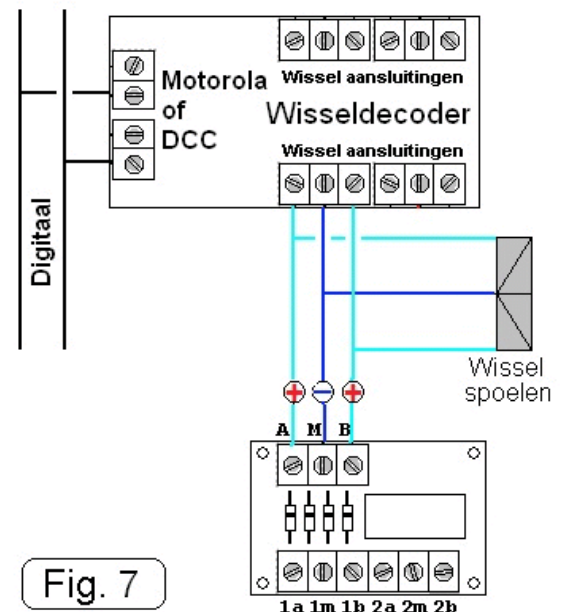 Wissel aansluitingen
Motorola
of
DCC
Wisseldecoder
Wissel aansluitingen
Digitaal
Wissel
spoelen
A M B
1a 1m 1b 2a 2m 2b
Fig. 7